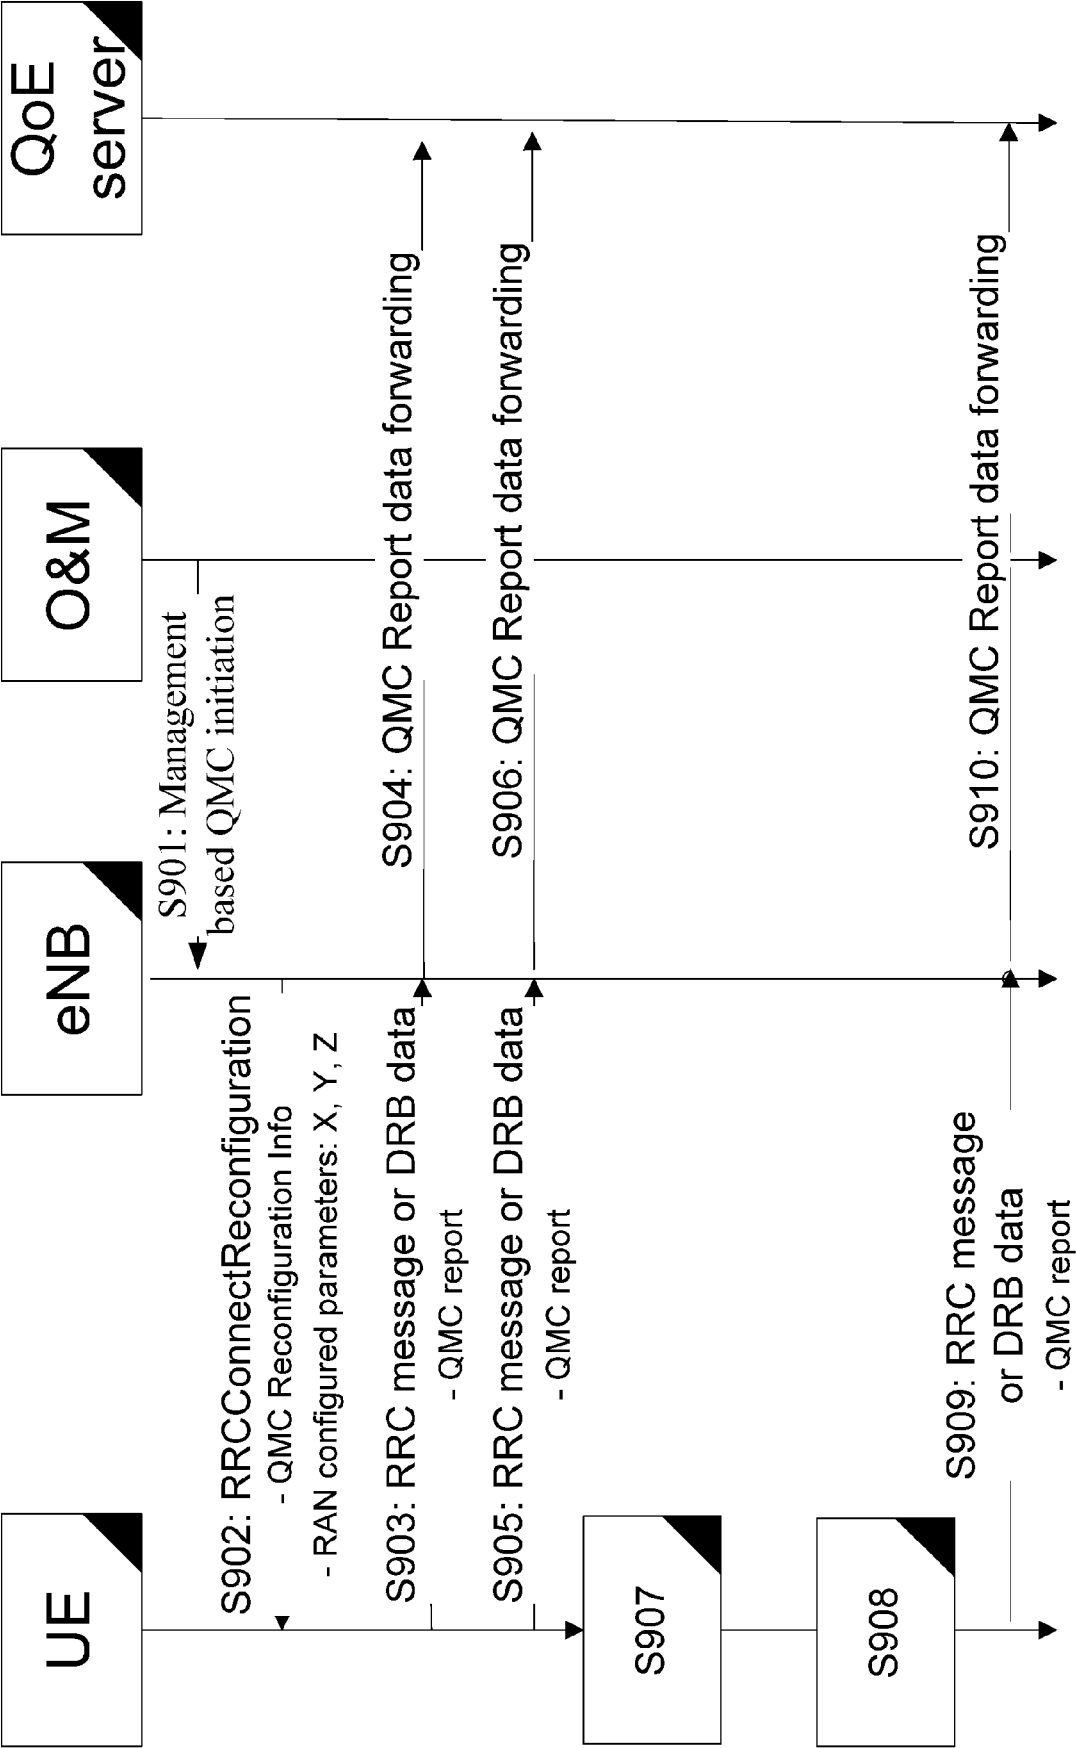 UE
eNB
O&M
QoE
server
S901: Management
based QMC initiation
S902: RRCConnectReconfiguration
- QMC Reconfiguration Info
- RAN configured parameters: X, Y, Z
S903: RRC message or DRB data
- QMC report
S904: QMC Report data forwarding
S905: RRC message or DRB data
- QMC report
S906: QMC Report data forwarding
S907
S908
S909: RRC message
or DRB data
- QMC report
S910: QMC Report data forwarding